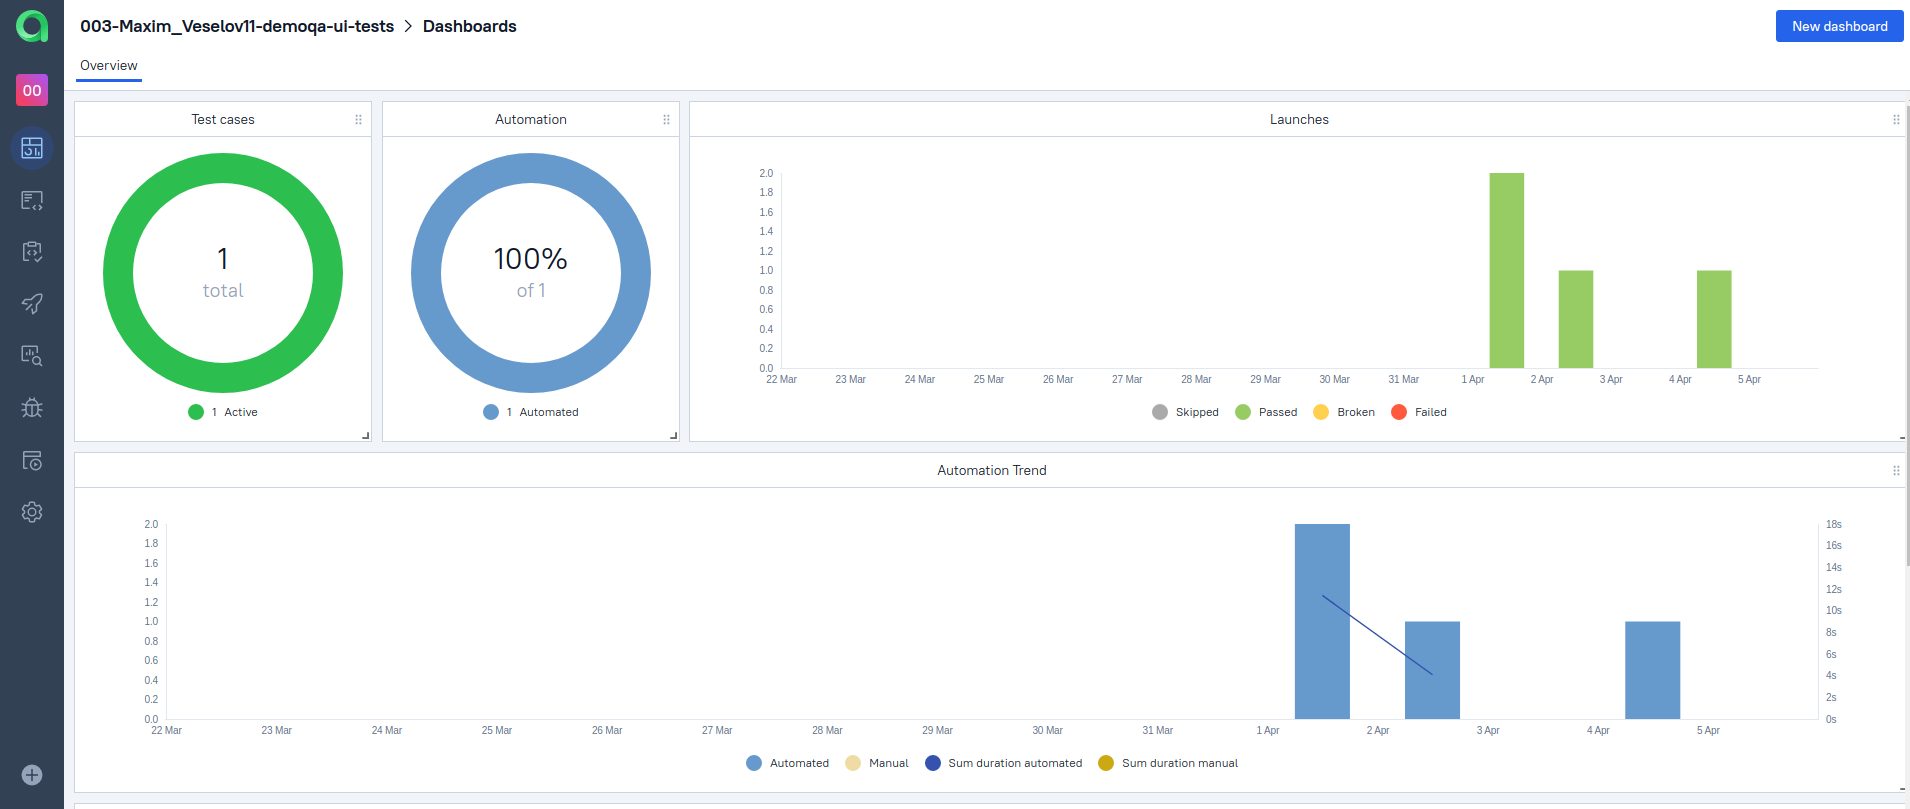 003-Maxim_Veselov11-demoqa-ui-tests > Dashboards
New dashboard
Overview
00
Test cases
1
total
1 Active
Automation
100%
of 1
1 Automated
Launches
2.0
1.8
1.6
1.4
1.2
1.0
0.8
0.6
0.4
0.2
0.0
22 Mar 23 Mar 24 Mar 25 Mar 26 Mar 27 Mar 28 Mar 29 Mar 30 Mar 31 Mar 1 Apr 2 Apr 3 Apr 4 Apr 5 Apr
Skipped Passed Broken Failed
Automation Trend
2.0
1.8
1.6
1.4
1.2
1.0
0.8
0.6
0.4
0.2
0.0
18s
16s
14s
12s
10s
8s
6s
4s
2s
0s
22 Mar 23 Mar 24 Mar 25 Mar 26 Mar 27 Mar 28 Mar 29 Mar 30 Mar 31 Mar 1 Apr 2 Apr 3 Apr 4 Apr 5 Apr
Automated Manual Sum duration automated Sum duration manual